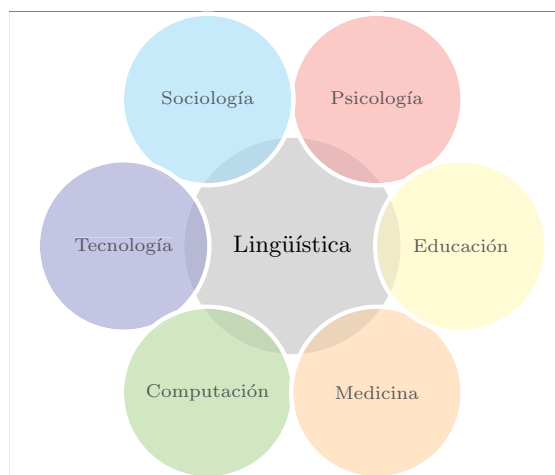 Sociología
Psicología
Tecnología
Lingüística
Educación
Computación
Medicina